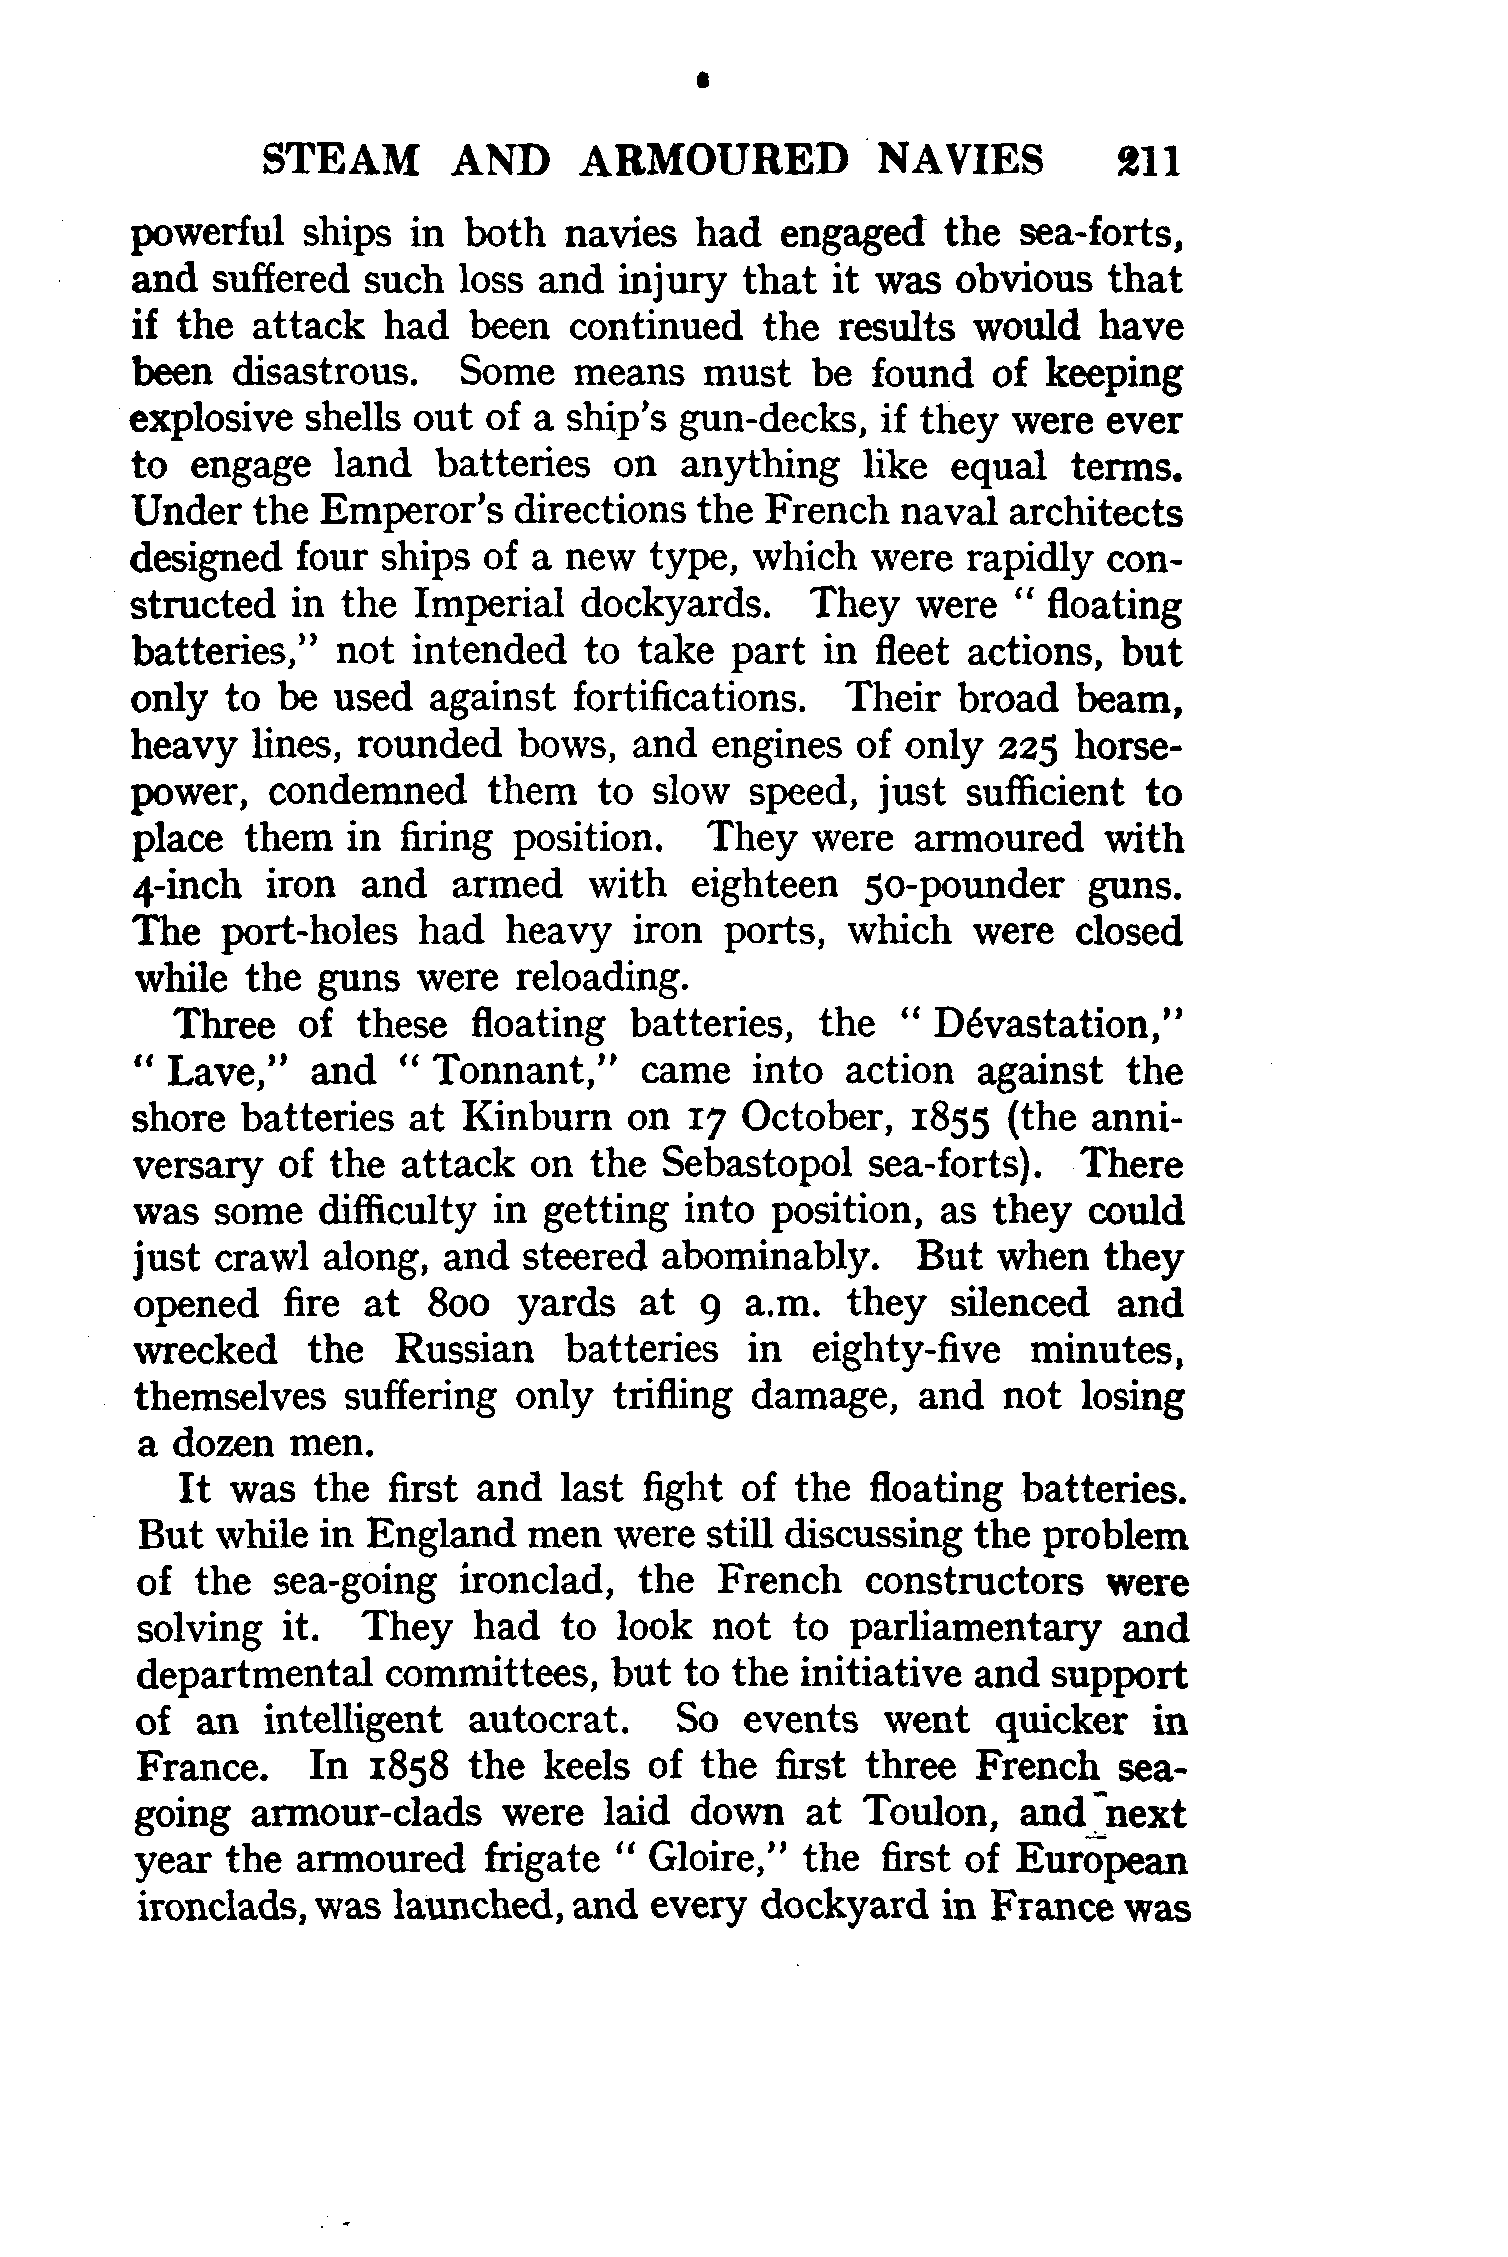 STEAM AND ARMOURED NAVIES 211
powerful ships in both navies had engaged the sea-forts,
and suffered such loss and injury that it was obvious that
if the attack had been continued the results would have
been disastrous. Some means must be found of keeping
explosive shells out of a ship's gun-decks, if they were ever
to engage land batteries on anything like equal terms.
Under the Emperor's directions the French naval architects
designed four ships of a new type, which were rapidly con-
structed in the Imperial dockyards. They were " floating
batteries," not intended to take part in fleet actions, but
only to be used against fortifications. Their broad beam,
heavy lines, rounded bows, and engines of only 225 horse-
power, condemned them to slow speed, just sufficient to
place them in firing position. They were armoured with
4-inch iron and armed with eighteen 50-pounder guns.
The port-holes had heavy iron ports, which were closed
while the guns were reloading.
Three of these floating batteries, the " Dévastation,"
" Lave," and " Tonnant," came into action against the
shore batteries at Kinburn on 17 October, 1855 (the anni-
versary of the attack on the Sebastopol sea-forts). There
was some difficulty in getting into position, as they could
just crawl along, and steered abominably. But when they
opened fire at 800 yards at 9 a.m. they silenced and
wrecked the Russian batteries in eighty-five minutes,
themselves suffering only trifling damage, and not losing
a dozen men.
It was the first and last fight of the floating batteries.
But while in England men were still discussing the problem
of the sea-going ironclad, the French constructors were
solving it. They had to look not to parliamentary and
departmental committees, but to the initiative and support
of an intelligent autocrat. So events went quicker in
France. In 1858 the keels of the first three French sea-
going armour-clads were laid down at Toulon, and next
year the armoured frigate " Gloire," the first of European
ironclads, was launched, and every dockyard in France was